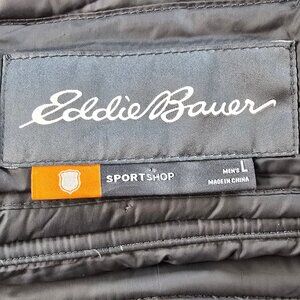 Eddie Bauer
SPORTSHOP
MEN'S L
MADE IN CHINA